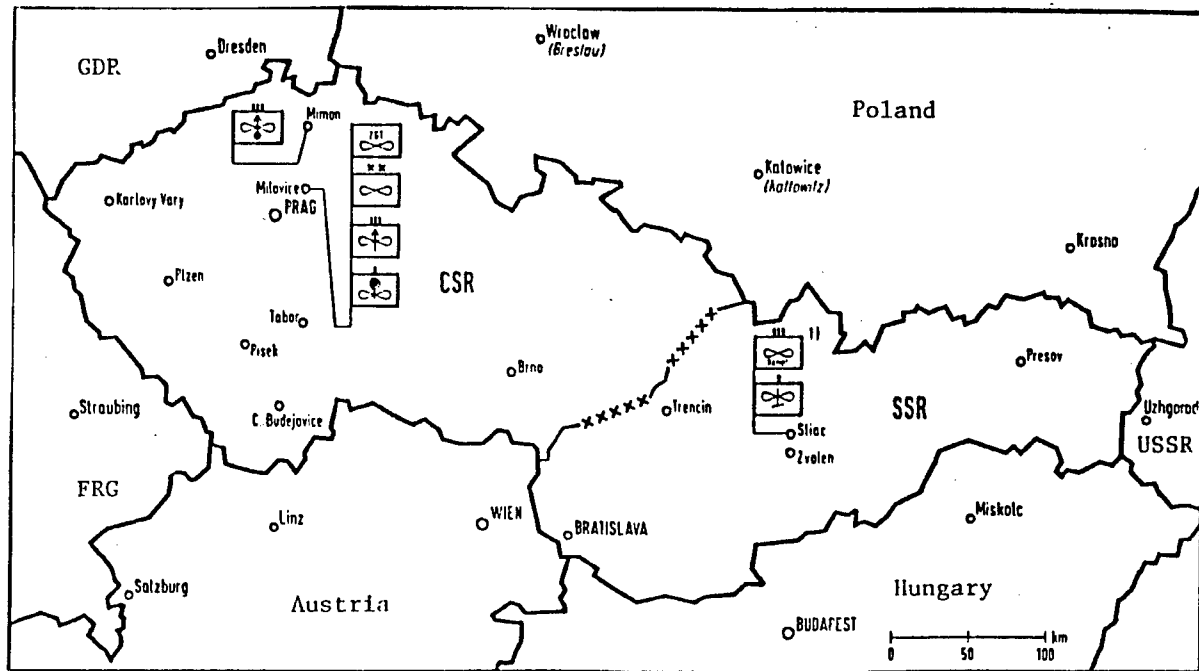 Dresden
Wroclaw
(Breslau)
GDR
Poland
Mimon
ZGT
Katowice
(Kattowitz)
Milovice
Karlovy Vary
PRAG
Krosno
Plzen
CSR
Tabor
Pisek
Presov
Brno
Straubing
C. Budejovice
Trencin
SSR
Uzhgorod
Sliac
USSR
Zvolen
FRG
Linz
WIEN
BRATISLAVA
Miskolc
Salzburg
Austria
Hungary
BUDAPEST
0 50 100 km